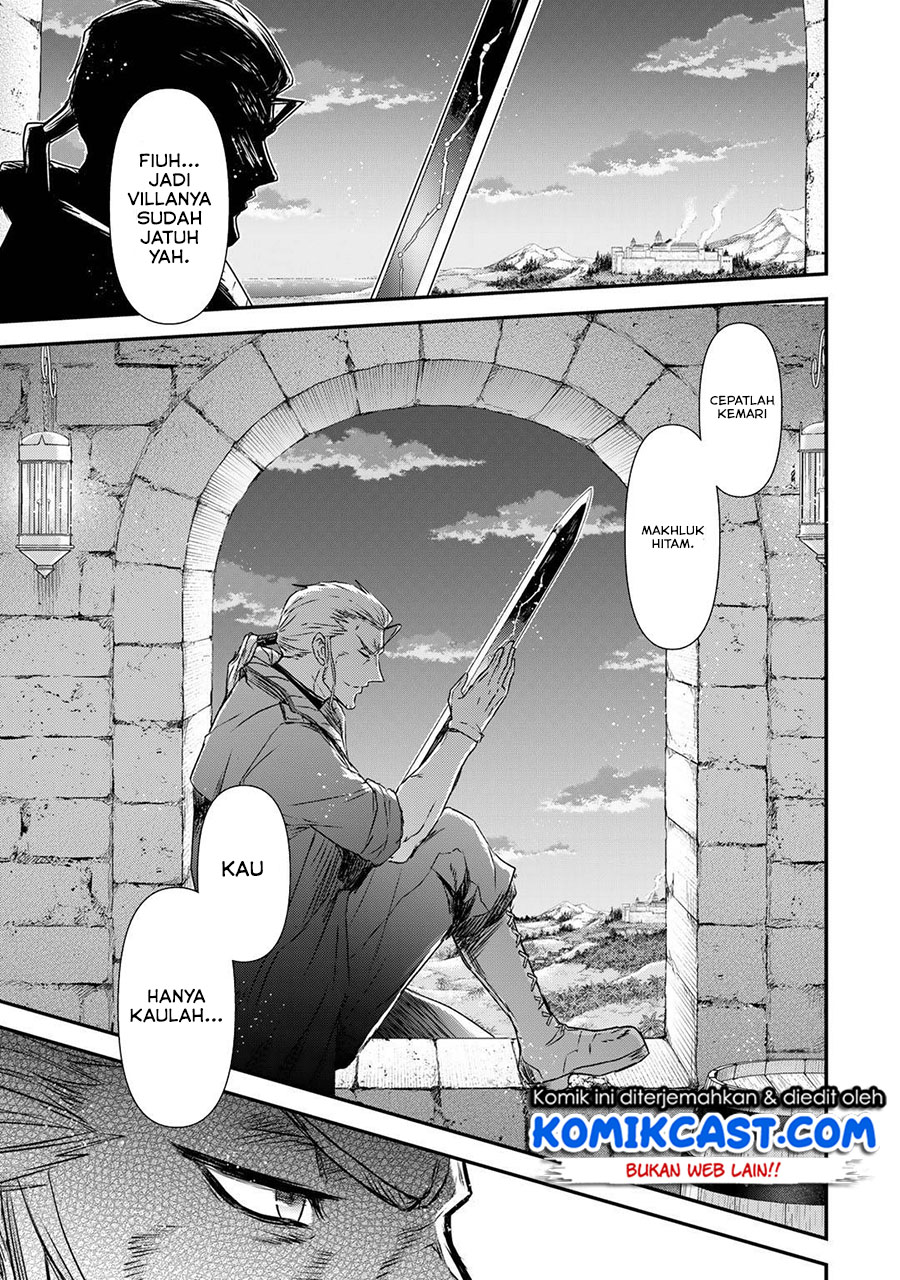 FIUH...
JADI
VILLANYA
SUDAH
JATUH
YAH.
CEPATLAH
KEMARI
MAKHLUK
HITAM.
KAU
HANYA
KAULAH...
Komik ini diterjemahkan & diedit oleh
KOMIKCAST.COM
BUKAN WEB LAIN!!